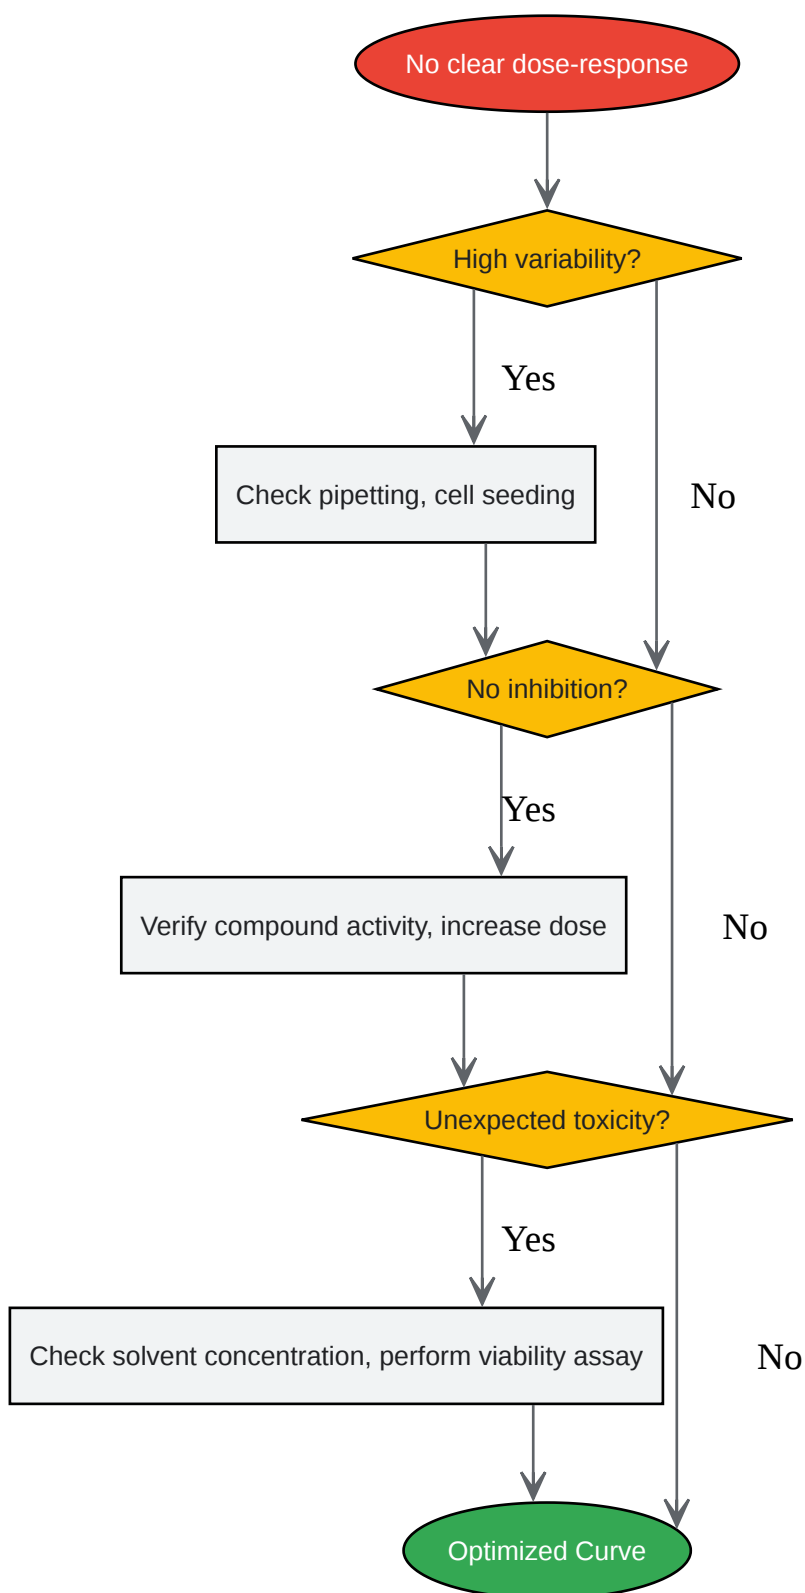 No clear dose-response
High variability?
Yes
Check pipetting, cell seeding
No
No inhibition?
Yes
Verify compound activity, increase dose
No
Unexpected toxicity?
Yes
Check solvent concentration, perform viability assay
No
Optimized Curve